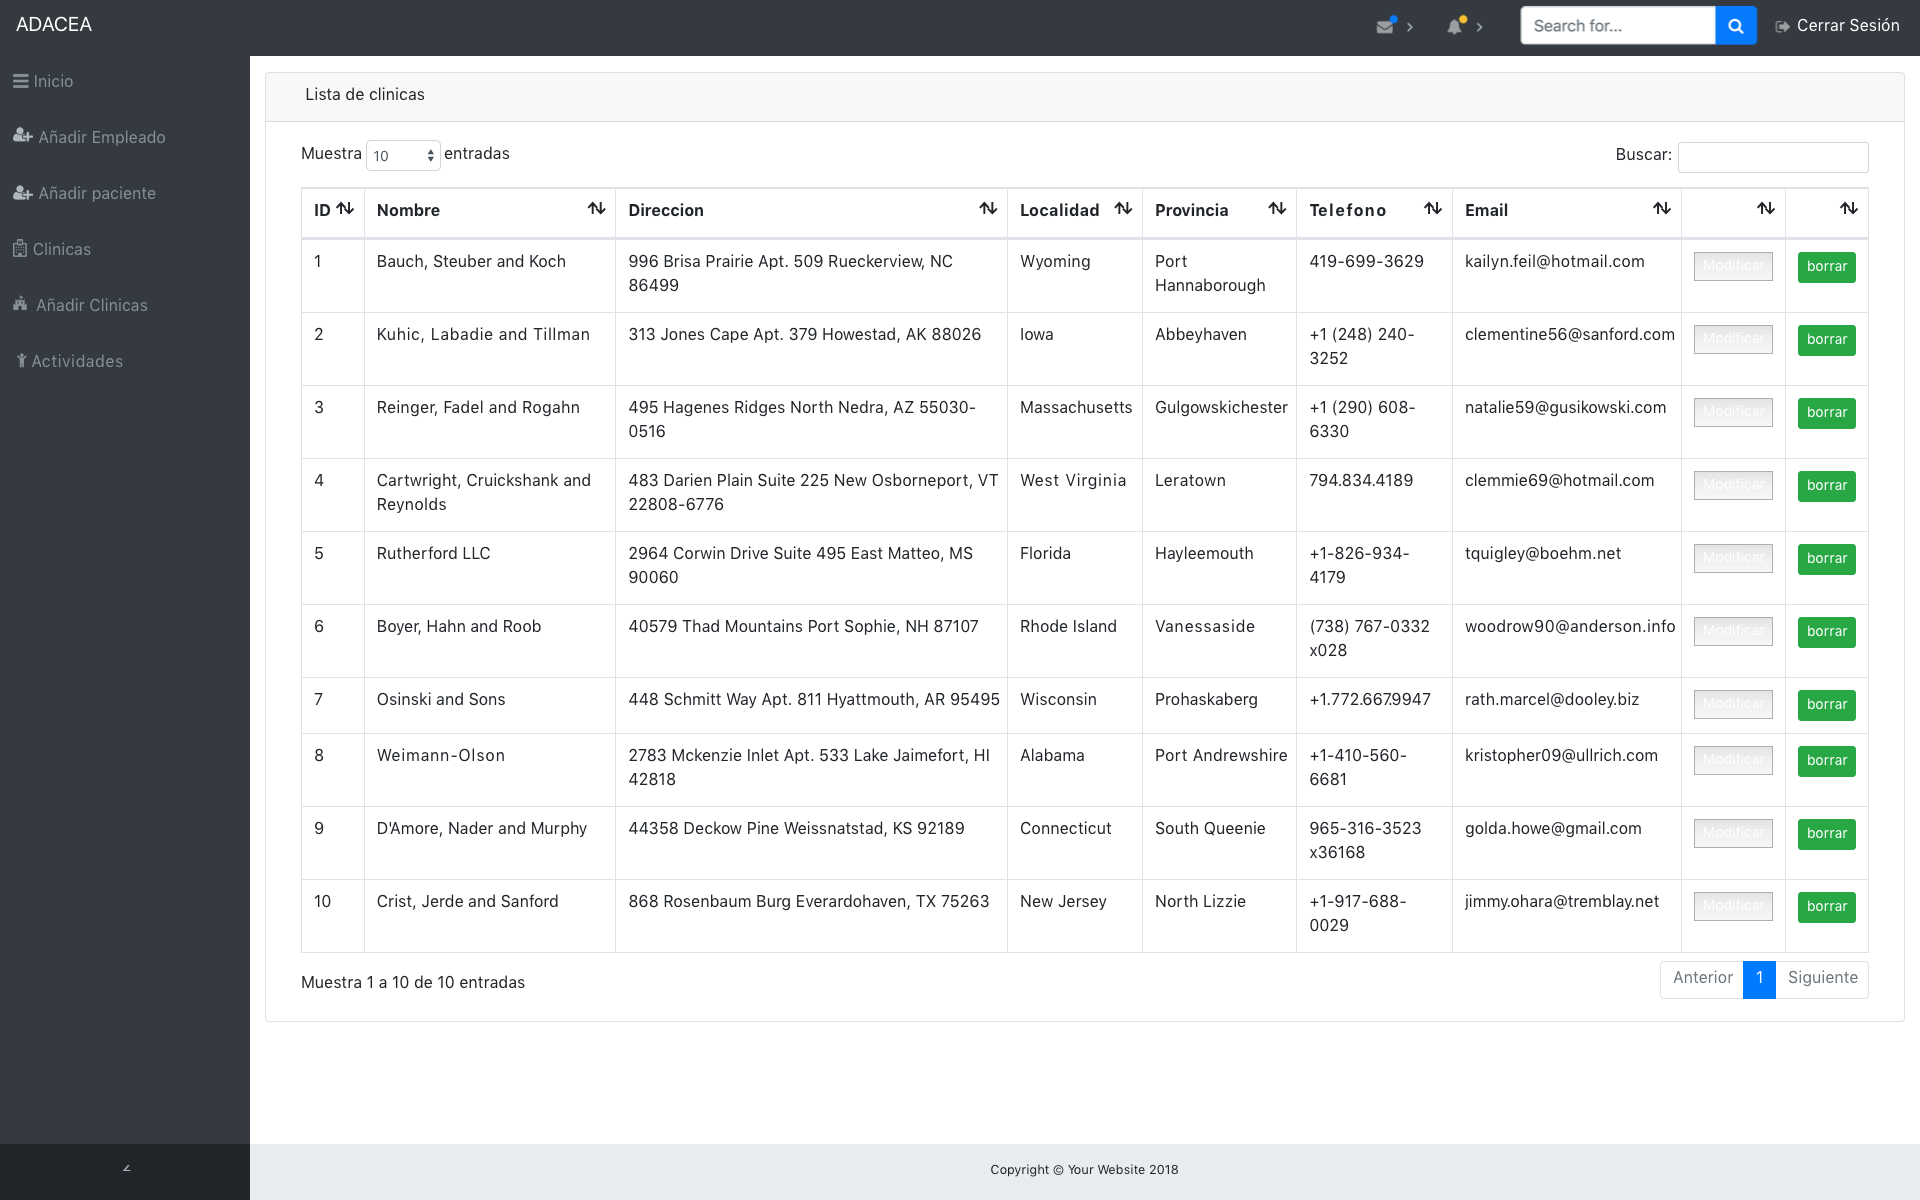 ADACEA
Search for...
Cerrar Sesión
Inicio
Añadir Empleado
Añadir paciente
Clinicas
Añadir Clinicas
Actividades
Lista de clinicas
Muestra 10 entradas
Buscar:
ID Nombre Direccion Localidad Provincia Telefono Email
1 Bauch, Steuber and Koch 996 Brisa Prairie Apt. 509 Rueckerview, NC Wyoming Port 419-699-3629 kailyn.feil@hotmail.com Modificar borrar
86499 Hannaborough
2 Kuhic, Labadie and Tillman 313 Jones Cape Apt. 379 Howestad, AK 88026 Iowa Abbeyhaven +1 (248) 240- clementine56@sanford.com Modificar borrar
3252
3 Reinger, Fadel and Rogahn 495 Hagenes Ridges North Nedra, AZ 55030- Massachusetts Gulgowskichester +1 (290) 608- natalie59@gusikowski.com Modificar borrar
0516 6330
4 Cartwright, Cruickshank and 483 Darien Plain Suite 225 New Osborneport, VT West Virginia Leratown 794.834.4189 clemmie69@hotmail.com Modificar borrar
Reynolds 22808-6776
5 Rutherford LLC 2964 Corwin Drive Suite 495 East Matteo, MS Florida Hayleemouth +1-826-934- tquigley@boehm.net Modificar borrar
90060 4179
6 Boyer, Hahn and Roob 40579 Thad Mountains Port Sophie, NH 87107 Rhode Island Vanessaside (738) 767-0332 woodrow90@anderson.info Modificar borrar
x028
7 Osinski and Sons 448 Schmitt Way Apt. 811 Hyattmouth, AR 95495 Wisconsin Prohaskaberg +1.772.667.9947 rath.marcel@dooley.biz Modificar borrar
8 Weimann-Olson 2783 Mckenzie Inlet Apt. 533 Lake Jaimefort, HI Alabama Port Andrewshire +1-410-560- kristopher09@ullrich.com Modificar borrar
42818 6681
9 D'Amore, Nader and Murphy 44358 Deckow Pine Weissnatstad, KS 92189 Connecticut South Queenie 965-316-3523 golda.howe@gmail.com Modificar borrar
x36168
10 Crist, Jerde and Sanford 868 Rosenbaum Burg Everardohaven, TX 75263 New Jersey North Lizzie +1-917-688- jimmy.ohara@tremblay.net Modificar borrar
0029
Muestra 1 a 10 de 10 entradas
Anterior 1 Siguiente
Copyright © Your Website 2018